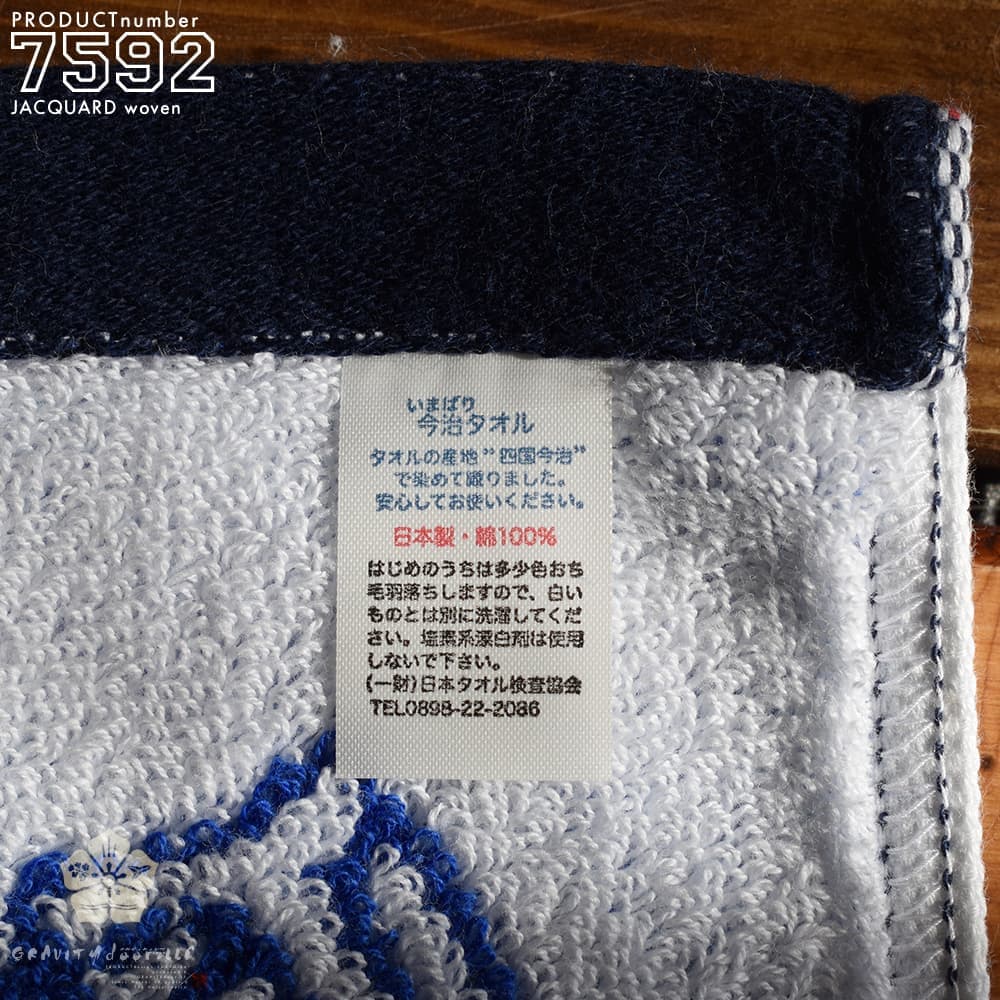 PRODUCTnumber
7592
JACQUARD woven
いまばり
今治タオル
タオルの産地"四国今治"
で染めて織りました。
安心してお使いください。
日本製・綿100%
はじめのうちは多少色おち
毛羽落ちしますので、白い
ものとは別に洗濯してくだ
さい。塩素系漂白剤は使用
しないで下さい。
(一財)日本タオル検査協会
TEL0898-22-2086
GRAVITy